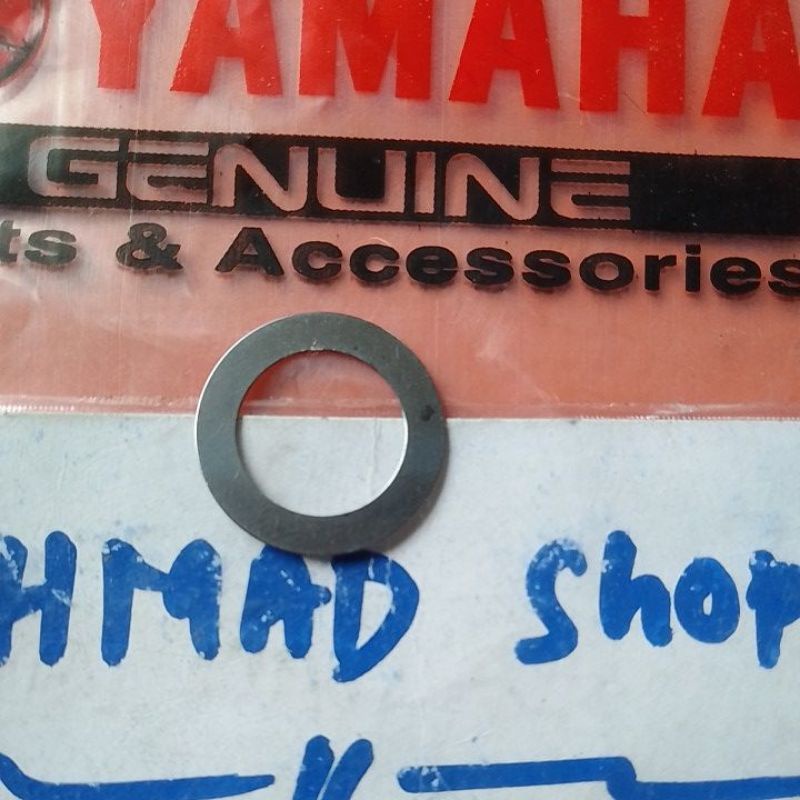 YAMAHA
GENUINE
ts & Accessories
HMAD Shop